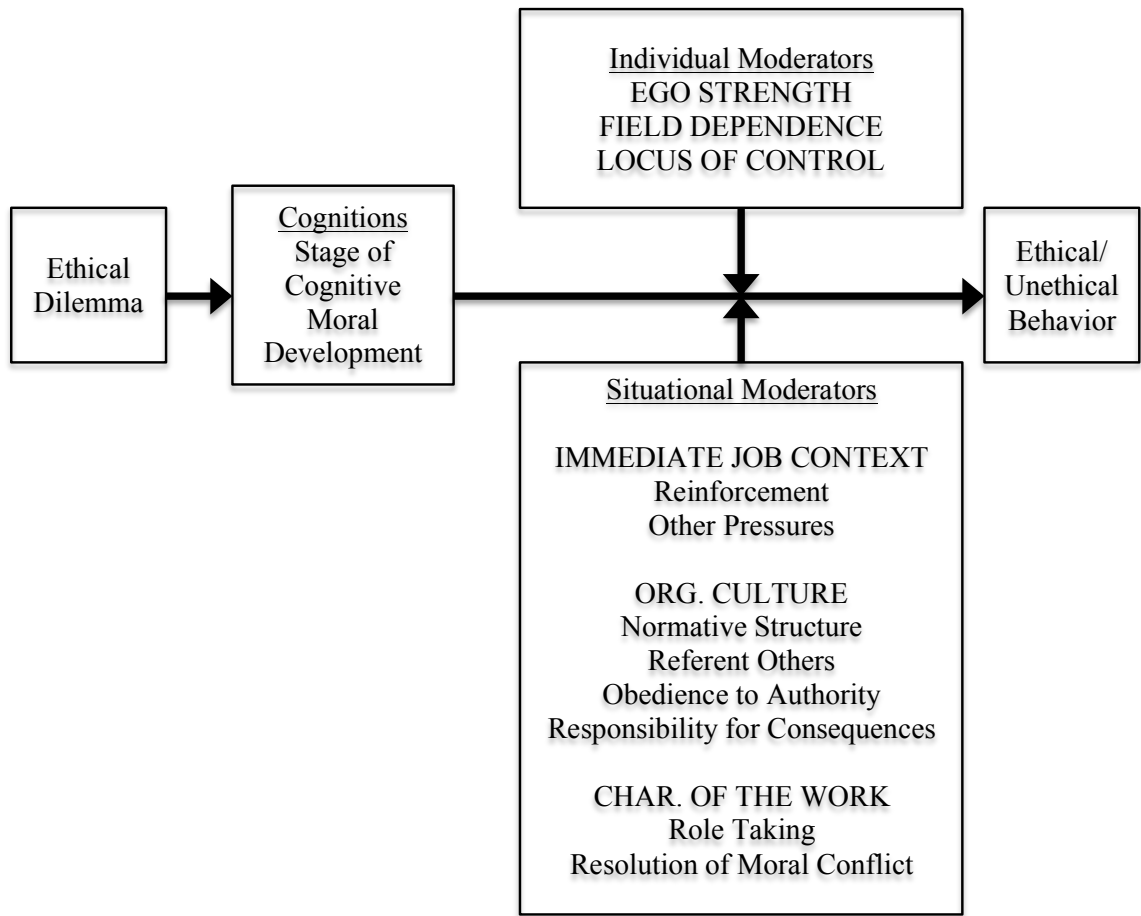 Individual Moderators
EGO STRENGTH
FIELD DEPENDENCE
LOCUS OF CONTROL
Ethical
Dilemma
Cognitions
Stage of
Cognitive
Moral
Development
Ethical/
Unethical
Behavior
Situational Moderators
IMMEDIATE JOB CONTEXT
Reinforcement
Other Pressures
ORG. CULTURE
Normative Structure
Referent Others
Obedience to Authority
Responsibility for Consequences
CHAR. OF THE WORK
Role Taking
Resolution of Moral Conflict